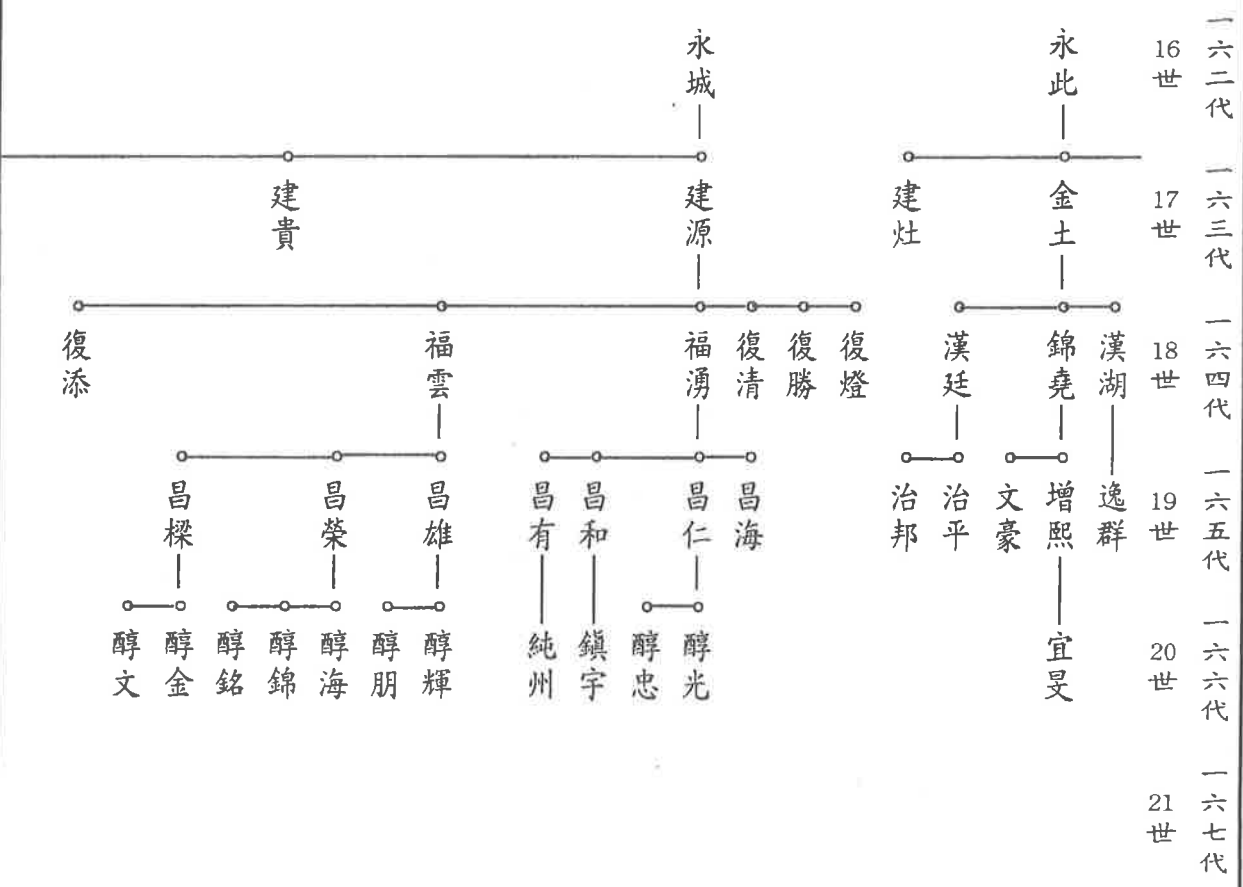 一六二代
16世
永此
永城
一六三代
17世
金土
建灶
建源
建貴
一六四代
18世
漢湖
錦堯
漢廷
復燈
復勝
復清
福湧
福雲
復添
一六五代
19世
逸群
增熙
文豪
治平
治邦
昌海
昌仁
昌和
昌有
昌雄
昌榮
昌樑
一六六代
20世
宜旻
醇光
醇忠
鎮宇
純州
醇輝
醇朋
醇海
醇錦
醇銘
醇金
醇文
一六七代
21世